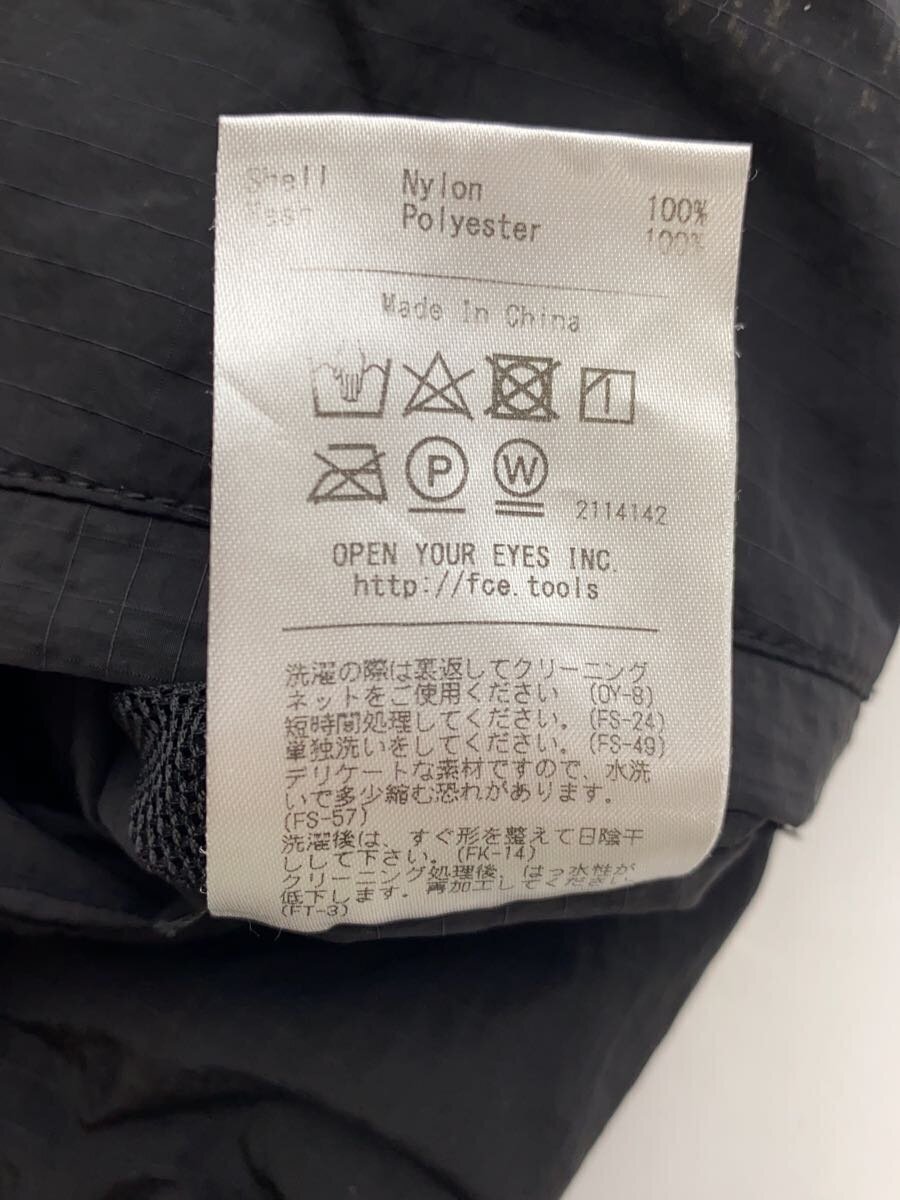 Shell Nylon 100%
Mesh Polyester 100%
Made In China
P W 2114142
OPEN YOUR EYES INC.
http://fce.tools
洗濯の際は裏返してクリーニング
ネットをご使用ください (OY-8)
短時間処理してください。(FS-24)
単独洗いをしてください。(FS-49)
デリケートな素材ですので、水洗
いで多少縮む恐れがあります。
(FS-57)
洗濯後は、すぐ形を整えて日陰干
しして下さい。(FK-14)
クリーニング処理後、はっ水性が
低下します。再加工してください。
(FT-3)